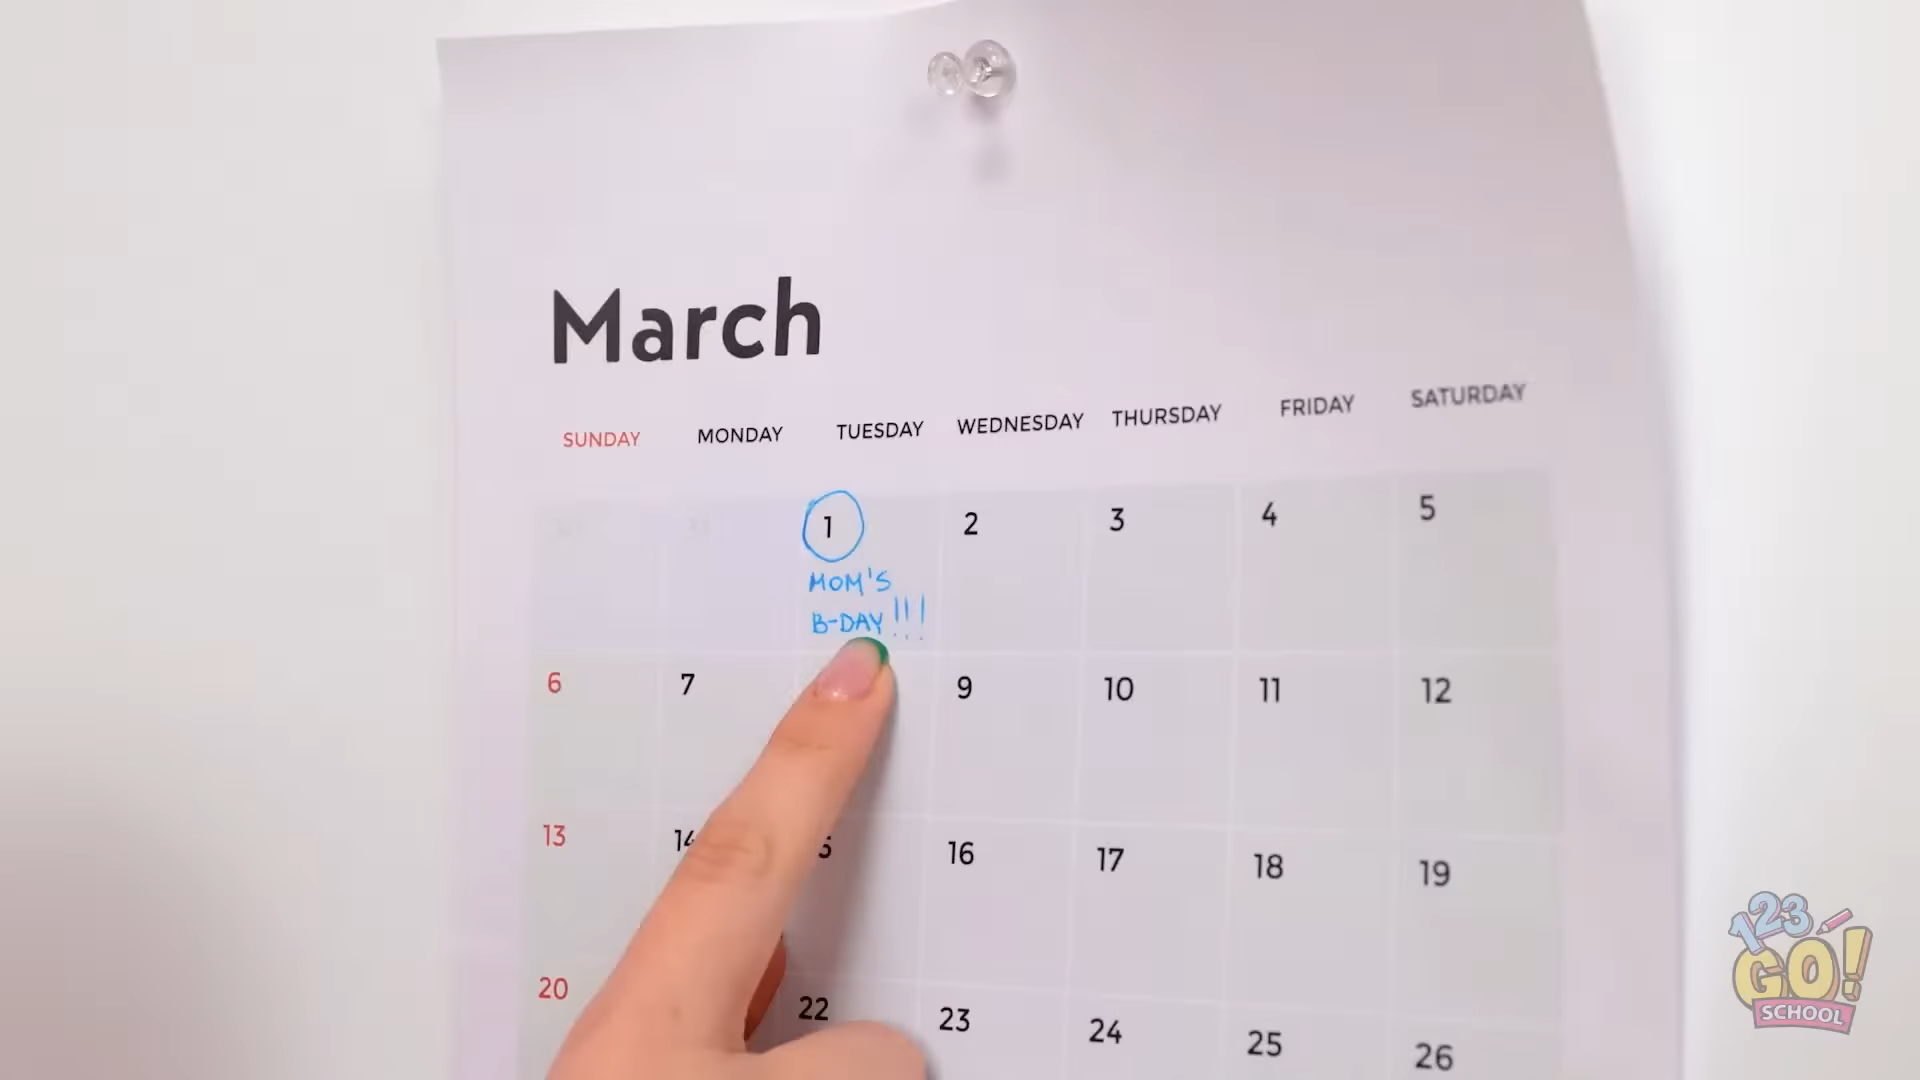 March
SUNDAY MONDAY TUESDAY WEDNESDAY THURSDAY FRIDAY SATURDAY
1 2 3 4 5
MOM'S
B-DAY!!!
6 7 9 10 11 12
13 14 16 17 18 19
20 22 23 24 25 26
123
GO!
SCHOOL